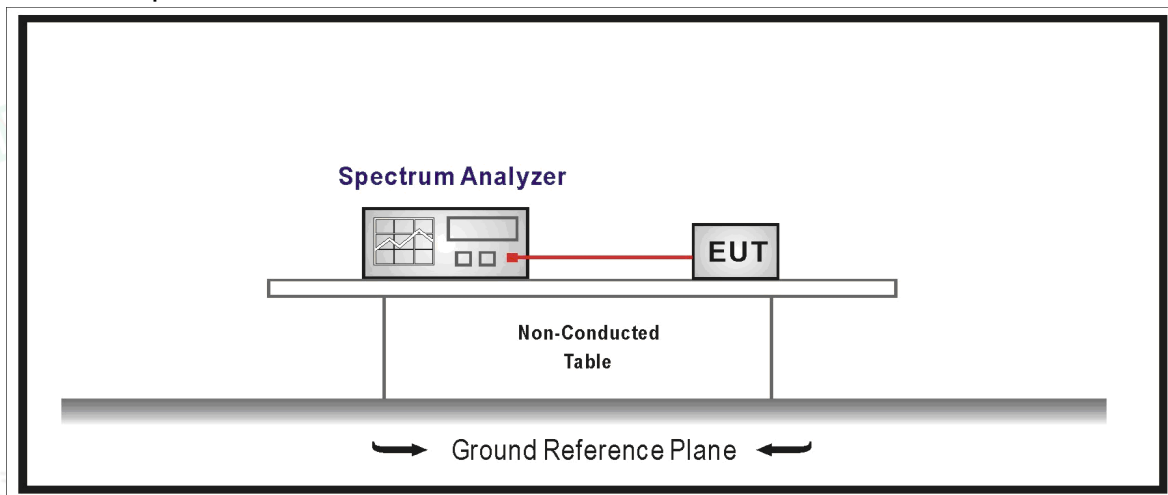 Spectrum Analyzer
EUT
Non-Conducted
Table
Ground Reference Plane